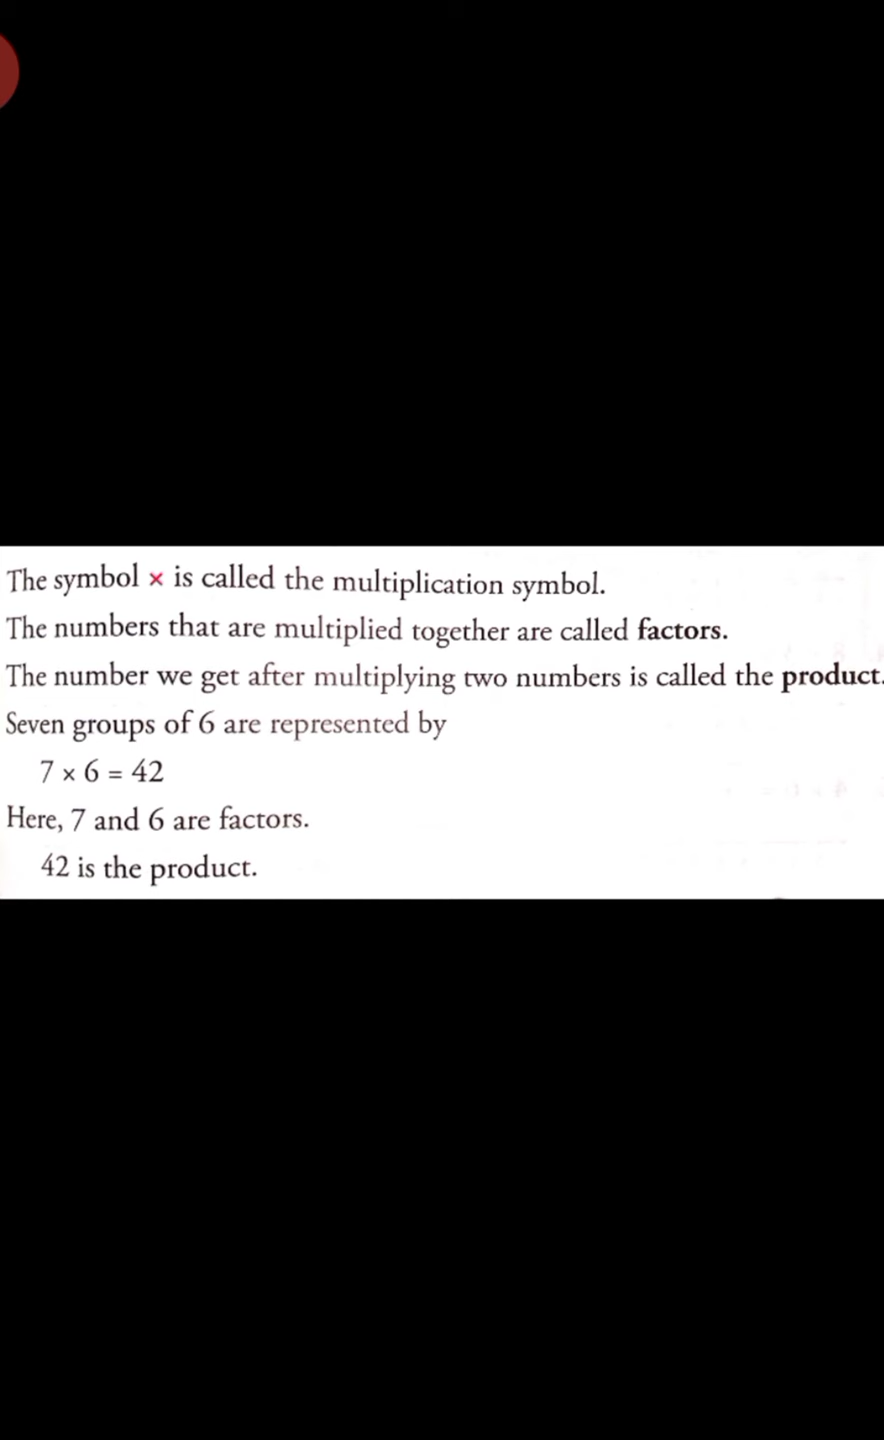 The symbol × is called the multiplication symbol.
The numbers that are multiplied together are called factors.
The number we get after multiplying two numbers is called the product.
Seven groups of 6 are represented by
7 × 6 = 42
Here, 7 and 6 are factors.
42 is the product.